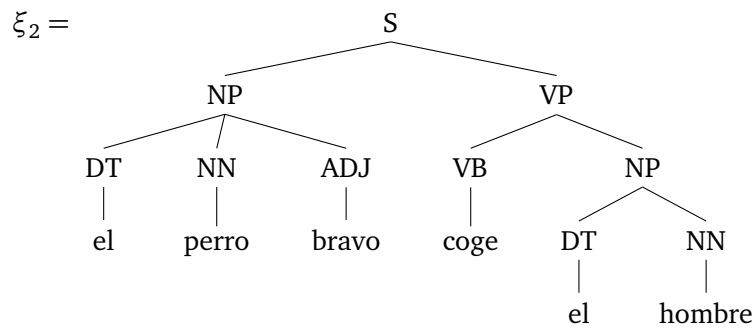 ξ₂ = S
NP VP
DT NN ADJ VB NP
el perro bravo coge DT NN
el hombre